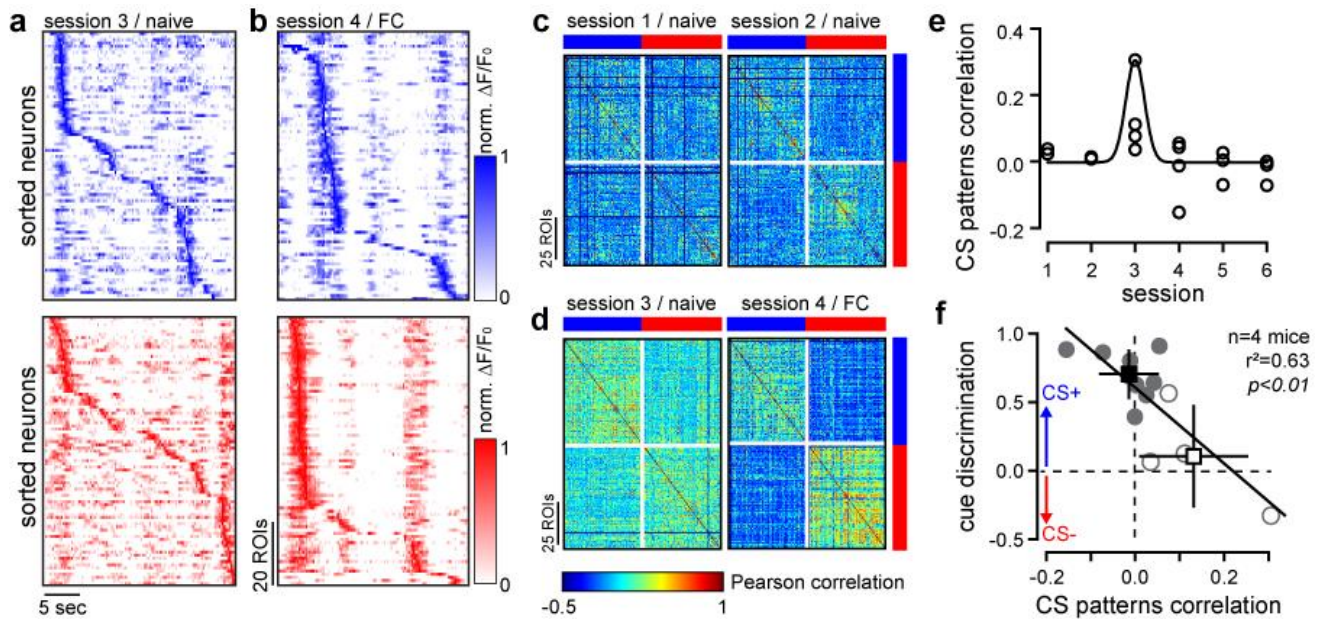 a session 3 / naive
b session 4 / FC
sorted neurons
norm. ΔF/F₀
1
0
sorted neurons
norm. ΔF/F₀
1
0
20 ROIs
5 sec
c session 1 / naive session 2 / naive
25 ROIs
d session 3 / naive session 4 / FC
25 ROIs
Pearson correlation
-0.5 1
e
CS patterns correlation
0.4
0.2
0.0
-0.2
1 2 3 4 5 6
session
f
cue discrimination
1.0
0.5
0.0
-0.5
CS+
CS-
n=4 mice
r²=0.63
p<0.01
-0.2 0.0 0.2
CS patterns correlation